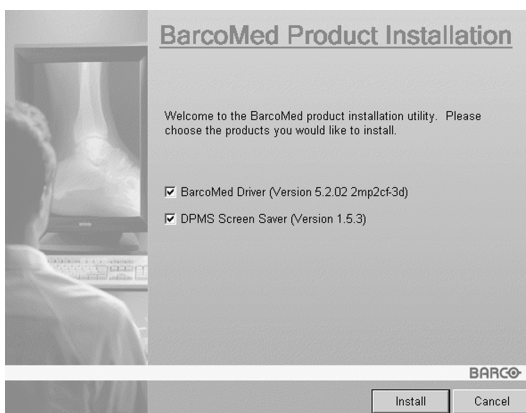 BarcoMed Product Installation
Welcome to the BarcoMed product installation utility. Please
choose the products you would like to install.
BarcoMed Driver (Version 5.2.02 2mp2cf-3d)
DPMS Screen Saver (Version 1.5.3)
BARCO
Install
Cancel